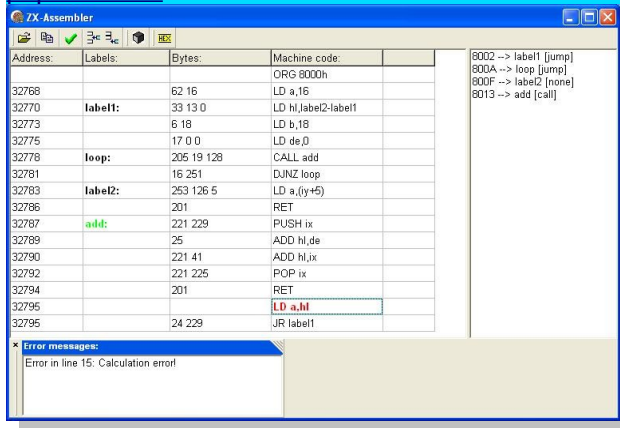 ZX-Assembler
HEX
Address: Labels: Bytes: Machine code:
ORG 8000h
32768 62 16 LD a,16
32770 label1: 33 13 0 LD hl,label2-label1
32773 6 18 LD b,18
32775 17 0 0 LD de,0
32778 loop: 205 19 128 CALL add
32781 16 251 DJNZ loop
32783 label2: 253 126 5 LD a,(iy+5)
32786 201 RET
32787 add: 221 229 PUSH ix
32789 25 ADD hl,de
32790 221 41 ADD hl,ix
32792 221 225 POP ix
32794 201 RET
32795 LD a,hl
32795 24 229 JR label1
8002 --> label1 [jump]
800A --> loop [jump]
800F --> label2 [none]
8013 --> add [call]
Error messages:
Error in line 15: Calculation error!